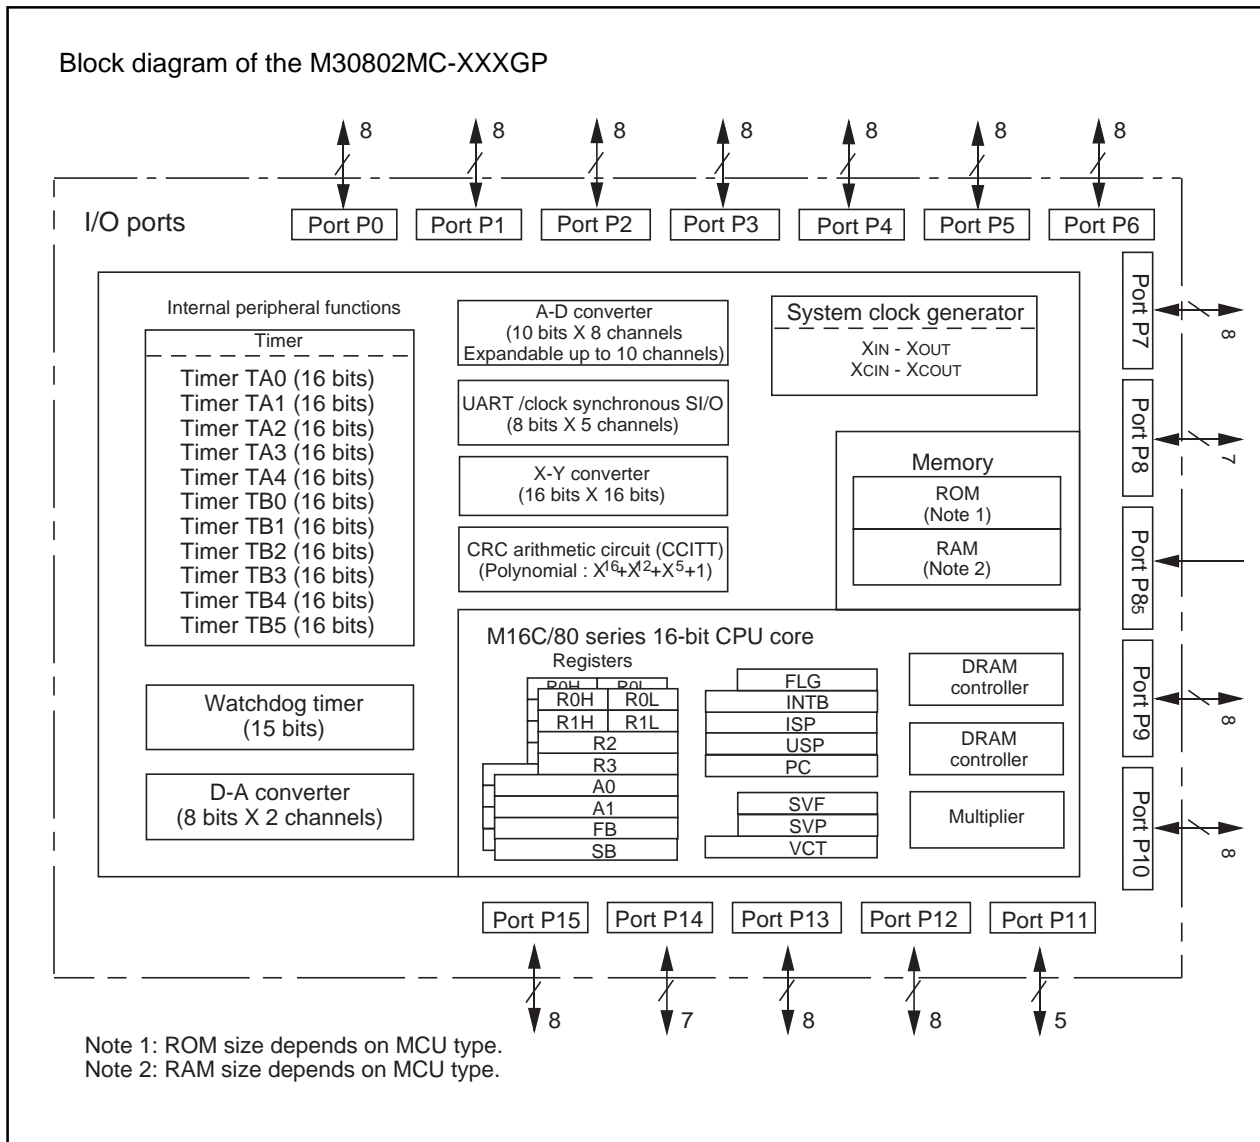 Block diagram of the M30802MC-XXXGP
8 8 8 8 8 8 8
I/O ports
Port P0 Port P1 Port P2 Port P3 Port P4 Port P5 Port P6
Internal peripheral functions
Timer
Timer TA0 (16 bits)
Timer TA1 (16 bits)
Timer TA2 (16 bits)
Timer TA3 (16 bits)
Timer TA4 (16 bits)
Timer TB0 (16 bits)
Timer TB1 (16 bits)
Timer TB2 (16 bits)
Timer TB3 (16 bits)
Timer TB4 (16 bits)
Timer TB5 (16 bits)
Watchdog timer
(15 bits)
D-A converter
(8 bits X 2 channels)
A-D converter
(10 bits X 8 channels
Expandable up to 10 channels)
UART /clock synchronous SI/O
(8 bits X 5 channels)
X-Y converter
(16 bits X 16 bits)
CRC arithmetic circuit (CCITT)
(Polynomial : X16+X12+X5+1)
System clock generator
XIN - XOUT
XCIN - XCOUT
Memory
ROM
(Note 1)
RAM
(Note 2)
M16C/80 series 16-bit CPU core
Registers
R0H R0L
R0H R0L
R1H R1L
R2
R3
A0
A1
FB
SB
FLG
INTB
ISP
USP
PC
SVF
SVP
VCT
DRAM
controller
DRAM
controller
Multiplier
Port P7
8
Port P8
7
Port P85
Port P9
8
Port P10
8
Port P15 Port P14 Port P13 Port P12 Port P11
8 7 8 8 5
Note 1: ROM size depends on MCU type.
Note 2: RAM size depends on MCU type.